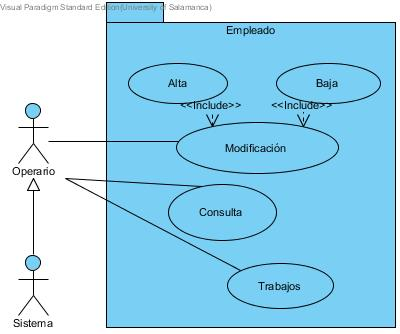 Visual Paradigm Standard Edition(University of Salamanca)
Empleado
Alta
Baja
<<Include>>
<<Include>>
Modificación
Operario
Consulta
Trabajos
Sistema